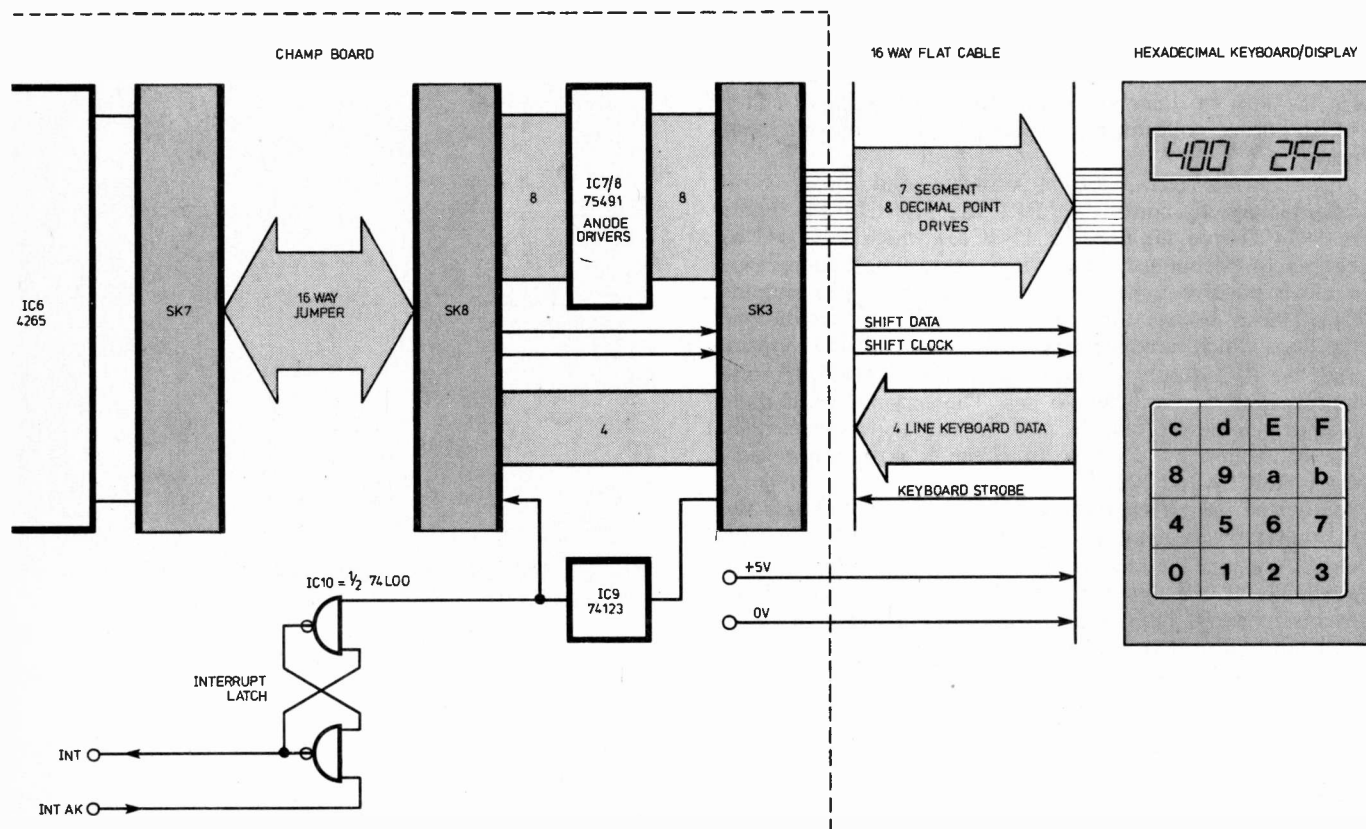 CHAMP BOARD
16 WAY FLAT CABLE
HEXADECIMAL KEYBOARD/DISPLAY
IC6
4265
SK7
16 WAY
JUMPER
SK8
8
IC7/8
75491
ANODE
DRIVERS
8
SK3
7 SEGMENT
& DECIMAL POINT
DRIVES
400 2FF
SHIFT DATA
SHIFT CLOCK
4
4 LINE KEYBOARD DATA
KEYBOARD STROBE
c d E F
8 9 a b
4 5 6 7
0 1 2 3
IC10 = ½ 74L00
IC9
74123
+5V
0V
INTERRUPT
LATCH
INT
INT AK